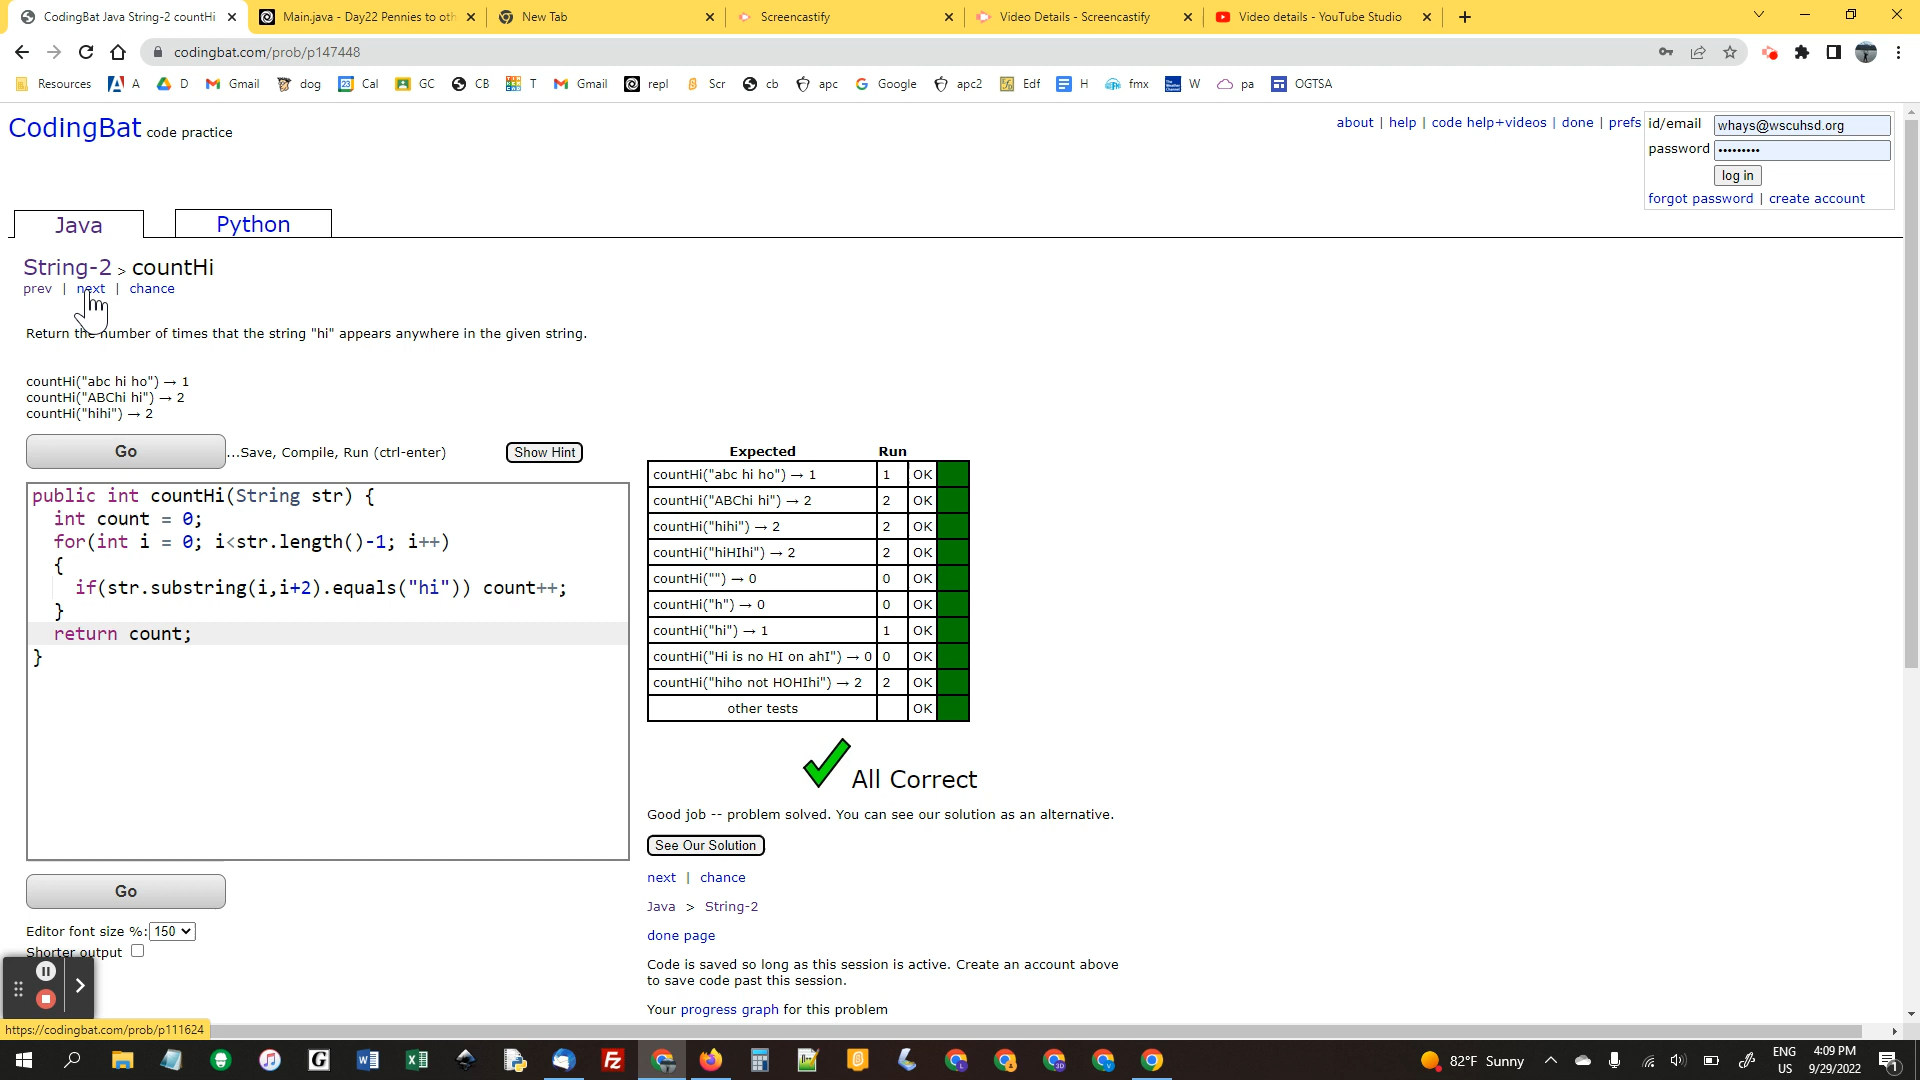 CodingBat Java String-2 countHi
Main.java - Day22 Pennies to oth
New Tab
Screencastify
Video Details - Screencastify
Video details - YouTube Studio
codingbat.com/prob/p147448
Resources A D Gmail dog Cal GC CB T Gmail repl Scr cb apc Google apc2 Edf H fmx W pa OGTSA
CodingBat code practice
about | help | code help+videos | done | prefs
id/email whays@wscuhsd.org
password •••••••••
log in
forgot password | create account
Java
Python
String-2 > countHi
prev | next | chance
Return the number of times that the string "hi" appears anywhere in the given string.
countHi("abc hi ho") → 1
countHi("ABChi hi") → 2
countHi("hihi") → 2
Go
...Save, Compile, Run (ctrl-enter)
Show Hint
public int countHi(String str) {
int count = 0;
for(int i = 0; i<str.length()-1; i++)
{
if(str.substring(i,i+2).equals("hi")) count++;
}
return count;
}
Go
Editor font size %: 150
Shorter output
Expected Run
countHi("abc hi ho") → 1 1 OK
countHi("ABChi hi") → 2 2 OK
countHi("hihi") → 2 2 OK
countHi("hiHIhi") → 2 2 OK
countHi("") → 0 0 OK
countHi("h") → 0 0 OK
countHi("hi") → 1 1 OK
countHi("Hi is no HI on ahI") → 0 0 OK
countHi("hiho not HOHIhi") → 2 2 OK
other tests OK
All Correct
Good job -- problem solved. You can see our solution as an alternative.
See Our Solution
next | chance
Java > String-2
done page
Code is saved so long as this session is active. Create an account above
to save code past this session.
Your progress graph for this problem
https://codingbat.com/prob/p111624
82°F Sunny
ENG
US
4:09 PM
9/29/2022
1